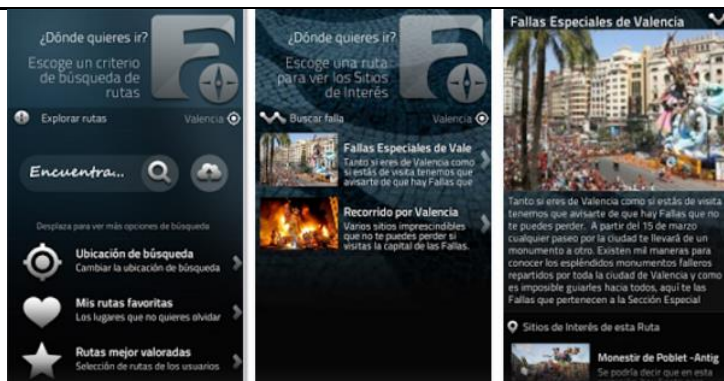 ¿Dónde quieres ir?
Escoge un criterio
de búsqueda de
rutas
Explorar rutas
Valencia
Encuentra...
Desplaza para ver más opciones de búsqueda
Ubicación de búsqueda
Cambiar la ubicación de búsqueda
Mis rutas favoritas
Los lugares que no quieres olvidar
Rutas mejor valoradas
Selección de rutas de los usuarios
¿Dónde quieres ir?
Escoge una ruta
para ver los Sitios
de Interés
Buscar falla
Valencia
Fallas Especiales de Vale
Tanto si eres de Valencia como
si estás de visita tenemos que
avisarte de que hay Fallas que
Recorrido por Valencia
Varios sitios imprescindibles
que no te puedes perder si
visitas la capital de las Fallas.
Fallas Especiales de Valencia
Tanto si eres de Valencia como si estás de visita
tenemos que avisarte de que hay Fallas que no
te puedes perder. A partir del 15 de marzo
cualquier paseo por la ciudad te llevará de un
monumento a otro. Existen mil maneras para
conocer los espléndidos monumentos falleros
repartidos por toda la ciudad de Valencia y como
es imposible guiarles hacia todos, aquí te las
Fallas que pertenecen a la Sección Especial
Sitios de Interés de esta Ruta
Monestir de Poblet -Antig
Se podría decir que en esta